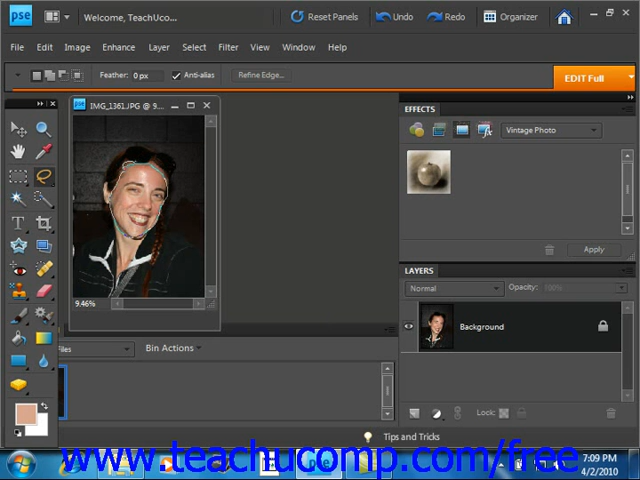 pse Welcome, TeachUco... Reset Panels Undo Redo Organizer
File Edit Image Enhance Layer Select Filter View Window Help
Feather: 0 px Anti-alias Refine Edge... EDIT Full
pse IMG_1361.JPG @ 9....
EFFECTS
Vintage Photo
Apply
9.46%
LAYERS
Normal Opacity: 100%
Background
Files Bin Actions
Lock:
Tips and Tricks
www.teachucomp.com/free
pse
7:09 PM
4/2/2010